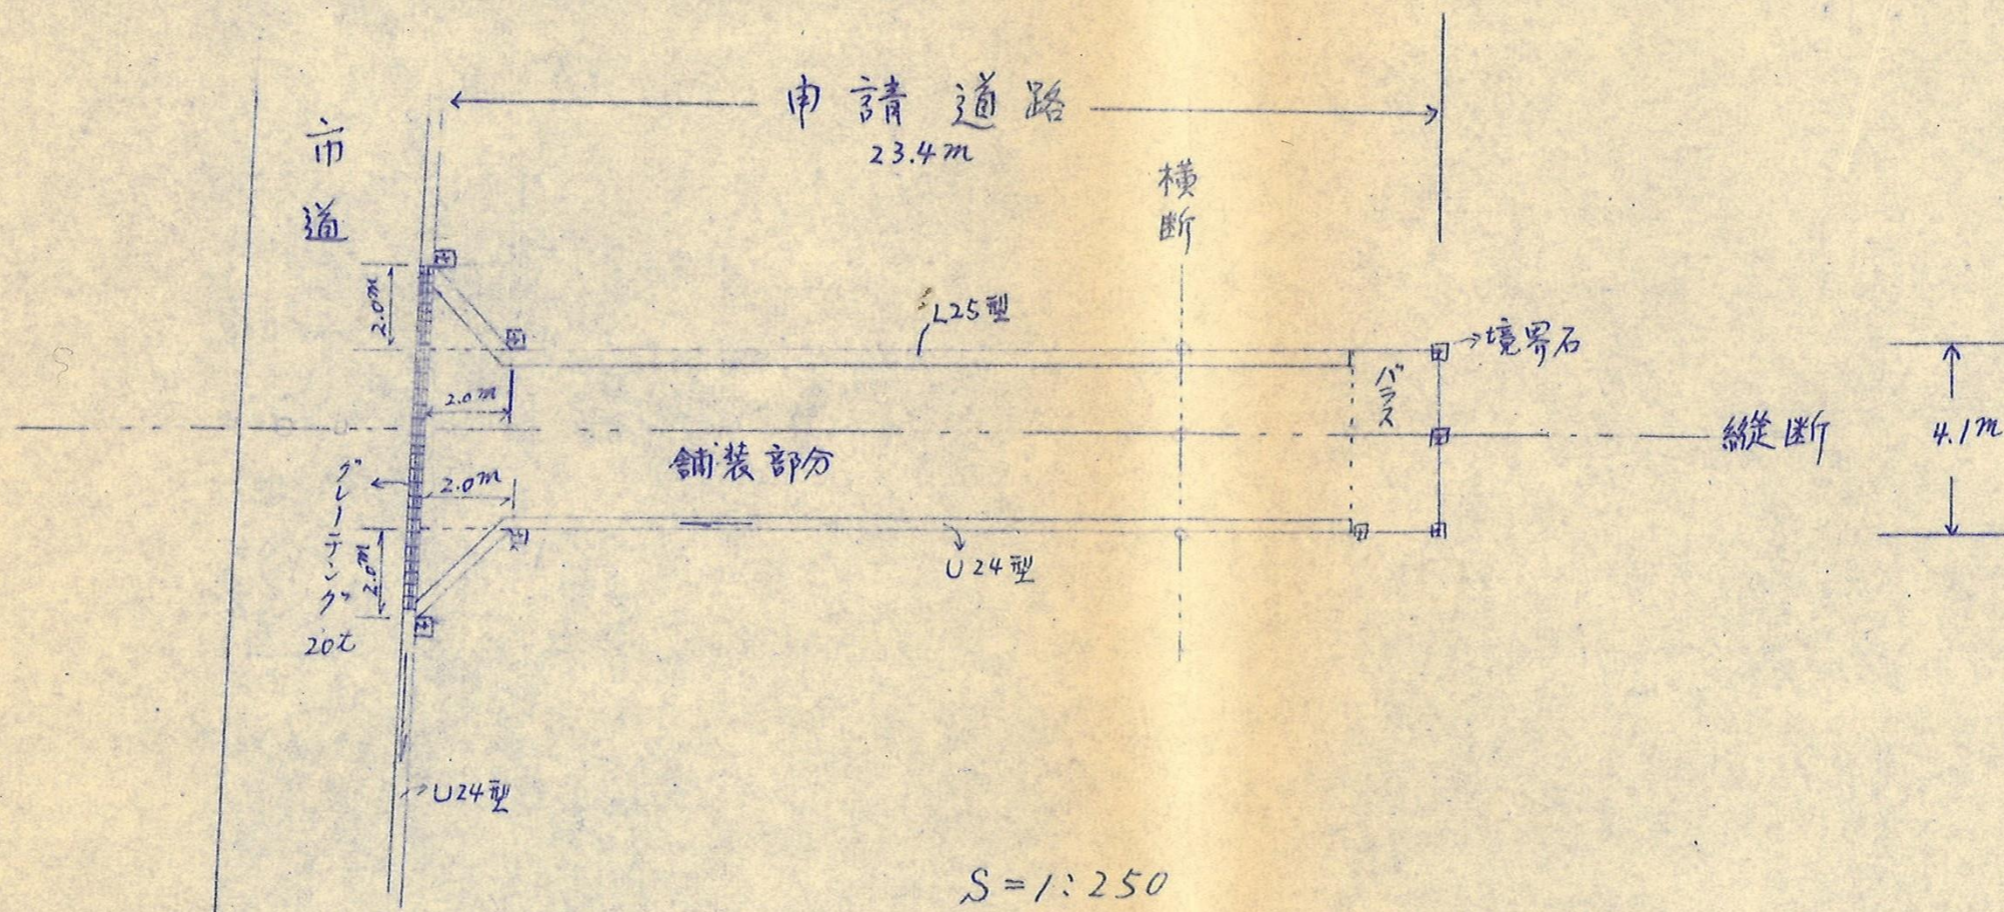 申請道路
23.4m
市道
横断
2.0m
L25型
→境界石
バラス
2.0m
縦断
4.1m
舗装部分
グレーチング
20t
2.0m
2.0m
U24型
U24型
S=1:250